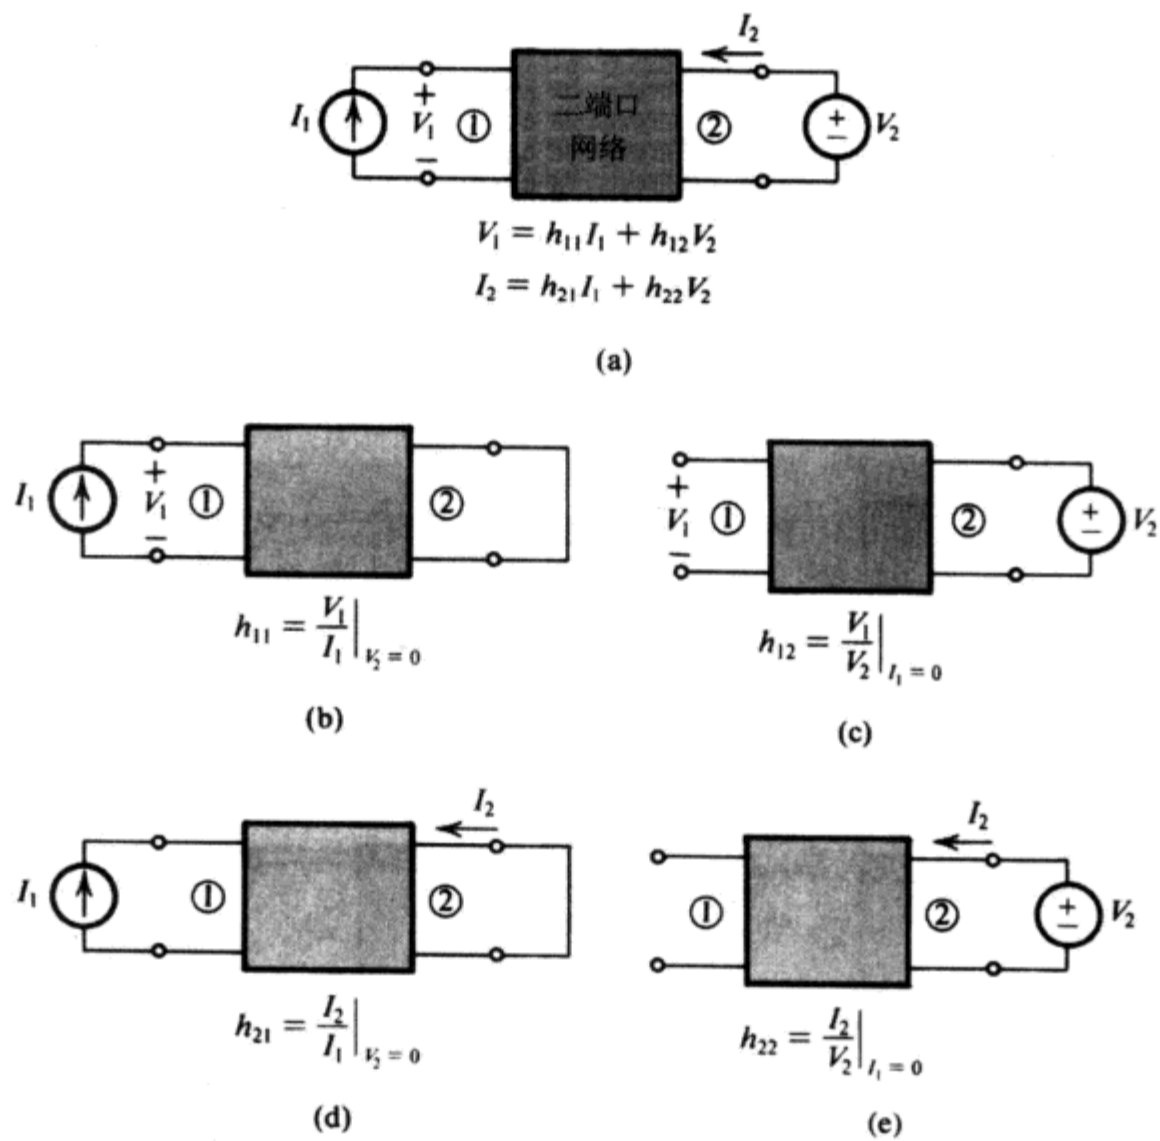 I₂
I₁
+
V₁
−
①
二端口
网络
②
+
−
V₂
V₁ = h₁₁I₁ + h₁₂V₂
I₂ = h₂₁I₁ + h₂₂V₂
(a)
I₁
+
V₁
−
①
②
h₁₁ = V₁/I₁ |V₂ = 0
(b)
+
V₁
−
①
②
+
−
V₂
h₁₂ = V₁/V₂ |I₁ = 0
(c)
I₂
I₁
①
②
h₂₁ = I₂/I₁ |V₂ = 0
(d)
I₂
①
②
+
−
V₂
h₂₂ = I₂/V₂ |I₁ = 0
(e)